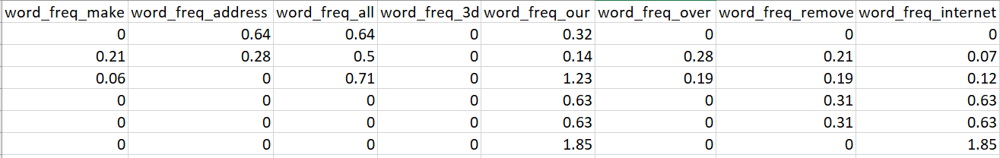 word_freq_make word_freq_address word_freq_all word_freq_3d word_freq_our word_freq_over word_freq_remove word_freq_internet
0 0.64 0.64 0 0.32 0 0 0
0.21 0.28 0.5 0 0.14 0.28 0.21 0.07
0.06 0 0.71 0 1.23 0.19 0.19 0.12
0 0 0 0 0.63 0 0.31 0.63
0 0 0 0 0.63 0 0.31 0.63
0 0 0 0 1.85 0 0 1.85